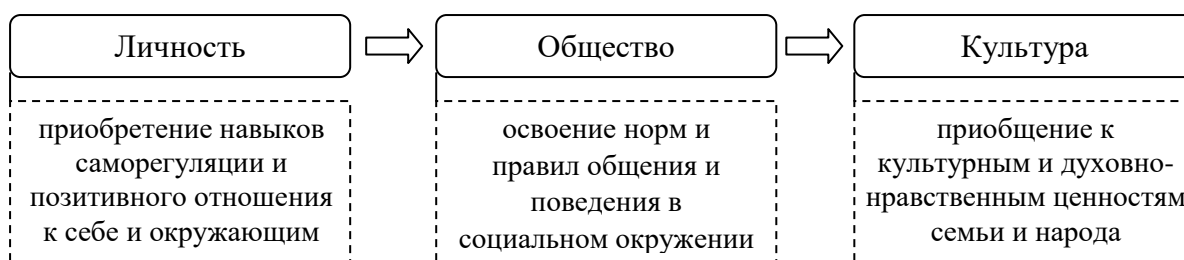 Личность
Общество
Культура
приобретение навыков
саморегуляции и
позитивного отношения
к себе и окружающим
освоение норм и
правил общения и
поведения в
социальном окружении
приобщение к
культурным и духовно-
нравственным ценностям
семьи и народа